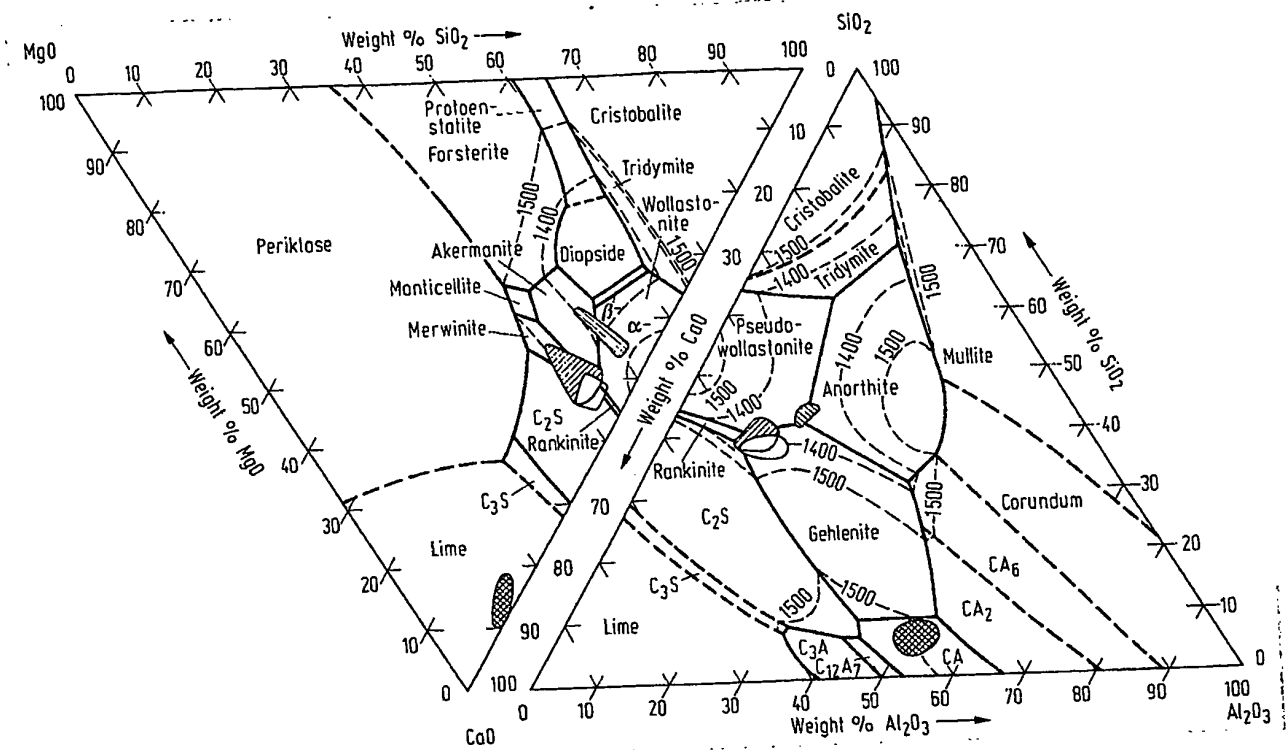 MgO
Weight % SiO₂ →
SiO₂
0 10 20 30 40 50 60 70 80 90 100
100 90 80 70 60 50 40 30 20 10 0
← Weight % MgO
Protoen-
statite
Forsterite
Cristobalite
Tridymite
Wollasto-
nite
1500
1400
1500
Periklase
Akermanite
Diopside
Monticellite
Merwinite
β
α
C₂S
Rankinite
C₃S
Lime
CaO
0 10 20 30
← Weight % CaO
70 80 90 100
100 90 80 70 60 50 40 30 20 10 0
← Weight % SiO₂
Cristobalite
1500
1400
Tridymite
1500
Pseudo-
wollastonite
1400
1500
Mullite
Anorthite
1500
1400
1400
Rankinite
1500
1500
Corundum
C₂S
Gehlenite
CA₆
C₃S
1500
1500
CA₂
Lime
C₃A
C₁₂A₇
CA
0 10 20 30 40 50 60 70 80 90 100
Weight % Al₂O₃ →
Al₂O₃